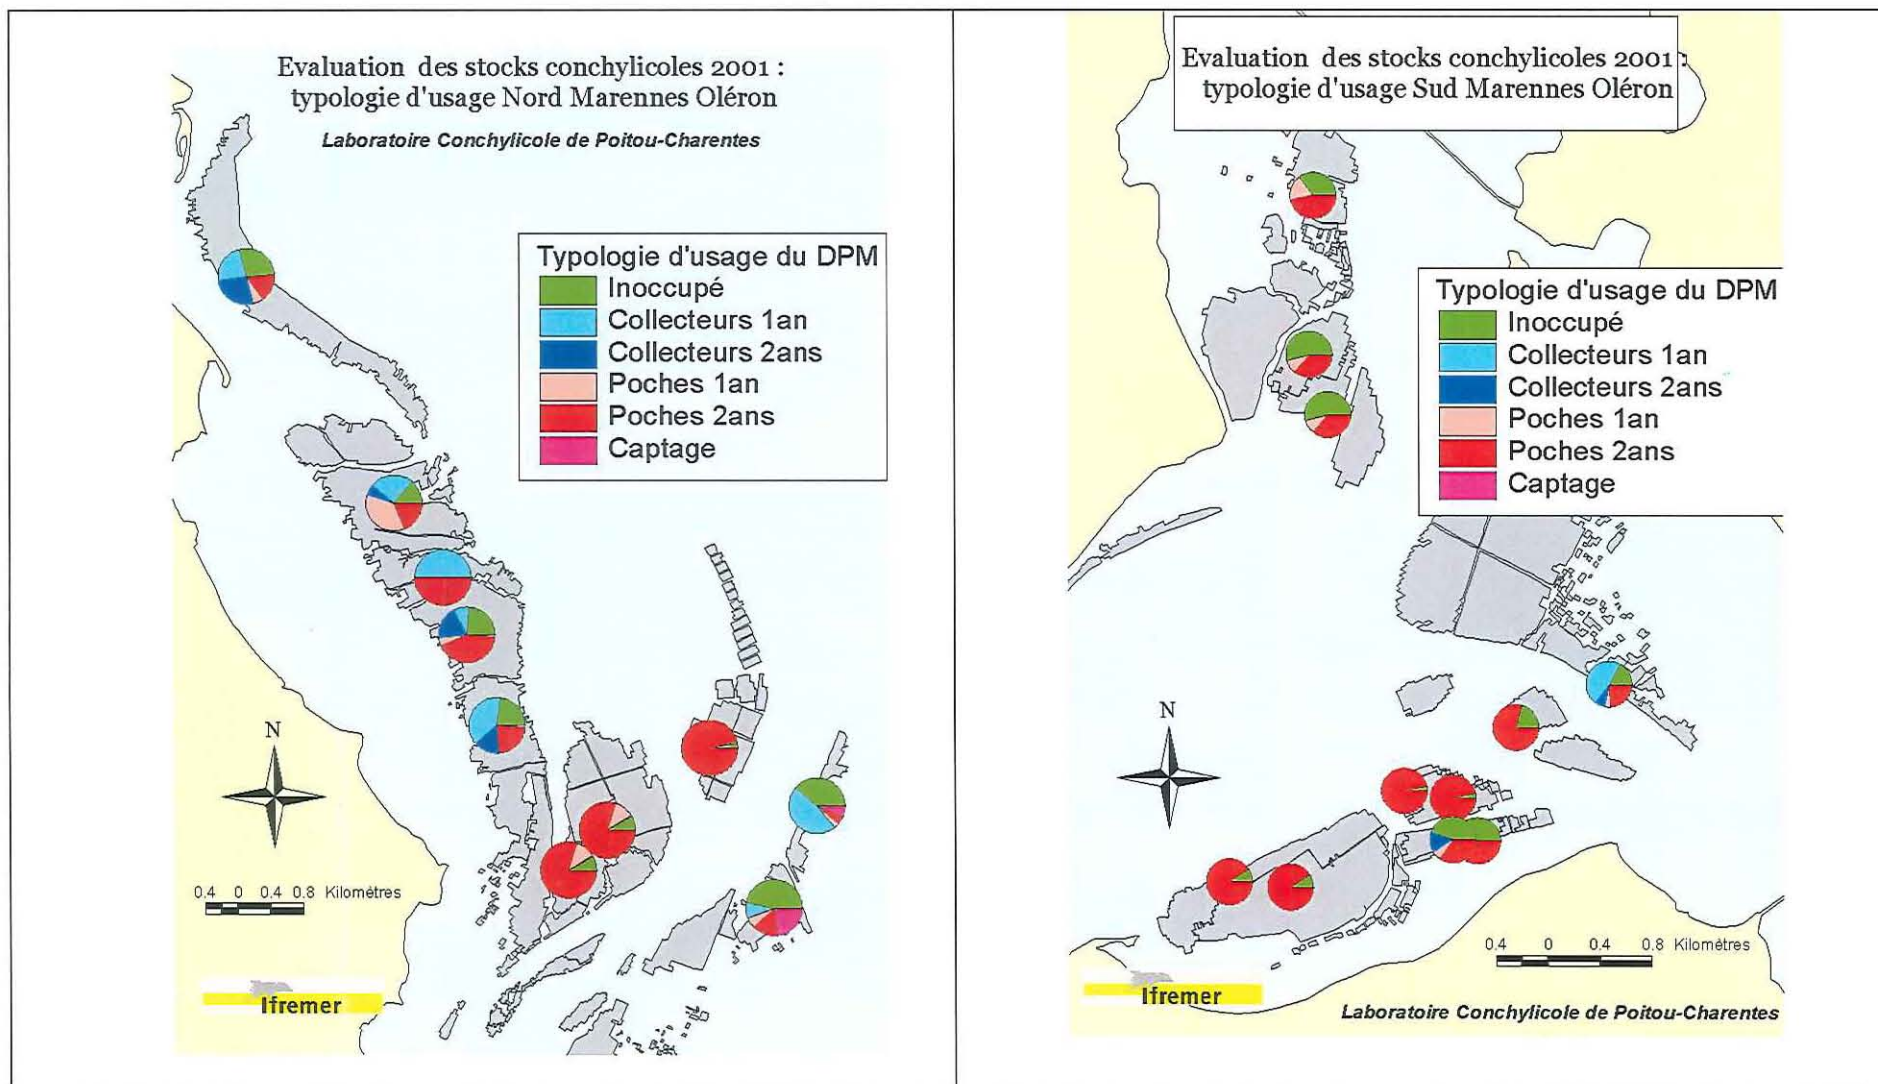 Evaluation des stocks conchylicoles 2001 :
typologie d'usage Nord Marennes Oléron
Laboratoire Conchylicole de Poitou-Charentes
Typologie d'usage du DPM
Inoccupé
Collecteurs 1an
Collecteurs 2ans
Poches 1an
Poches 2ans
Captage
N
0.4 0 0.4 0.8 Kilomètres
Ifremer
Evaluation des stocks conchylicoles 2001 :
typologie d'usage Sud Marennes Oléron
Typologie d'usage du DPM
Inoccupé
Collecteurs 1an
Collecteurs 2ans
Poches 1an
Poches 2ans
Captage
N
0.4 0 0.4 0.8 Kilomètres
Ifremer
Laboratoire Conchylicole de Poitou-Charentes